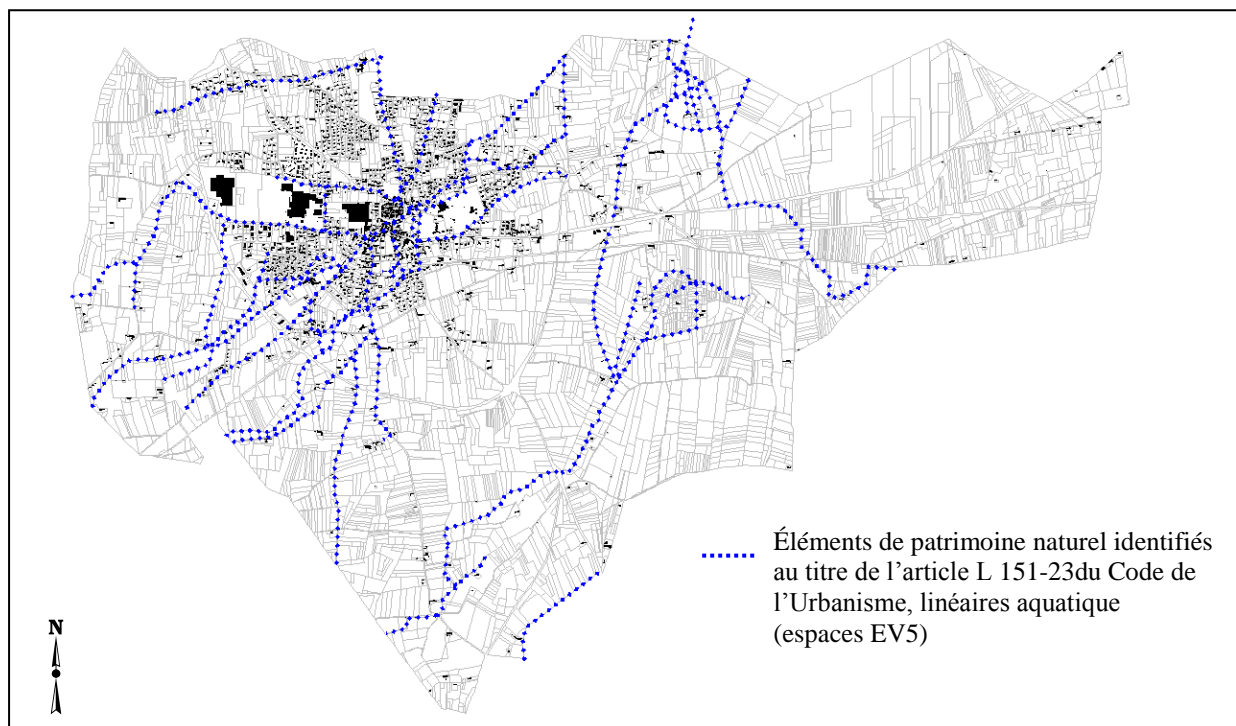 Éléments de patrimoine naturel identifiés
au titre de l’article L 151-23du Code de
l’Urbanisme, linéaires aquatique
(espaces EV5)
N